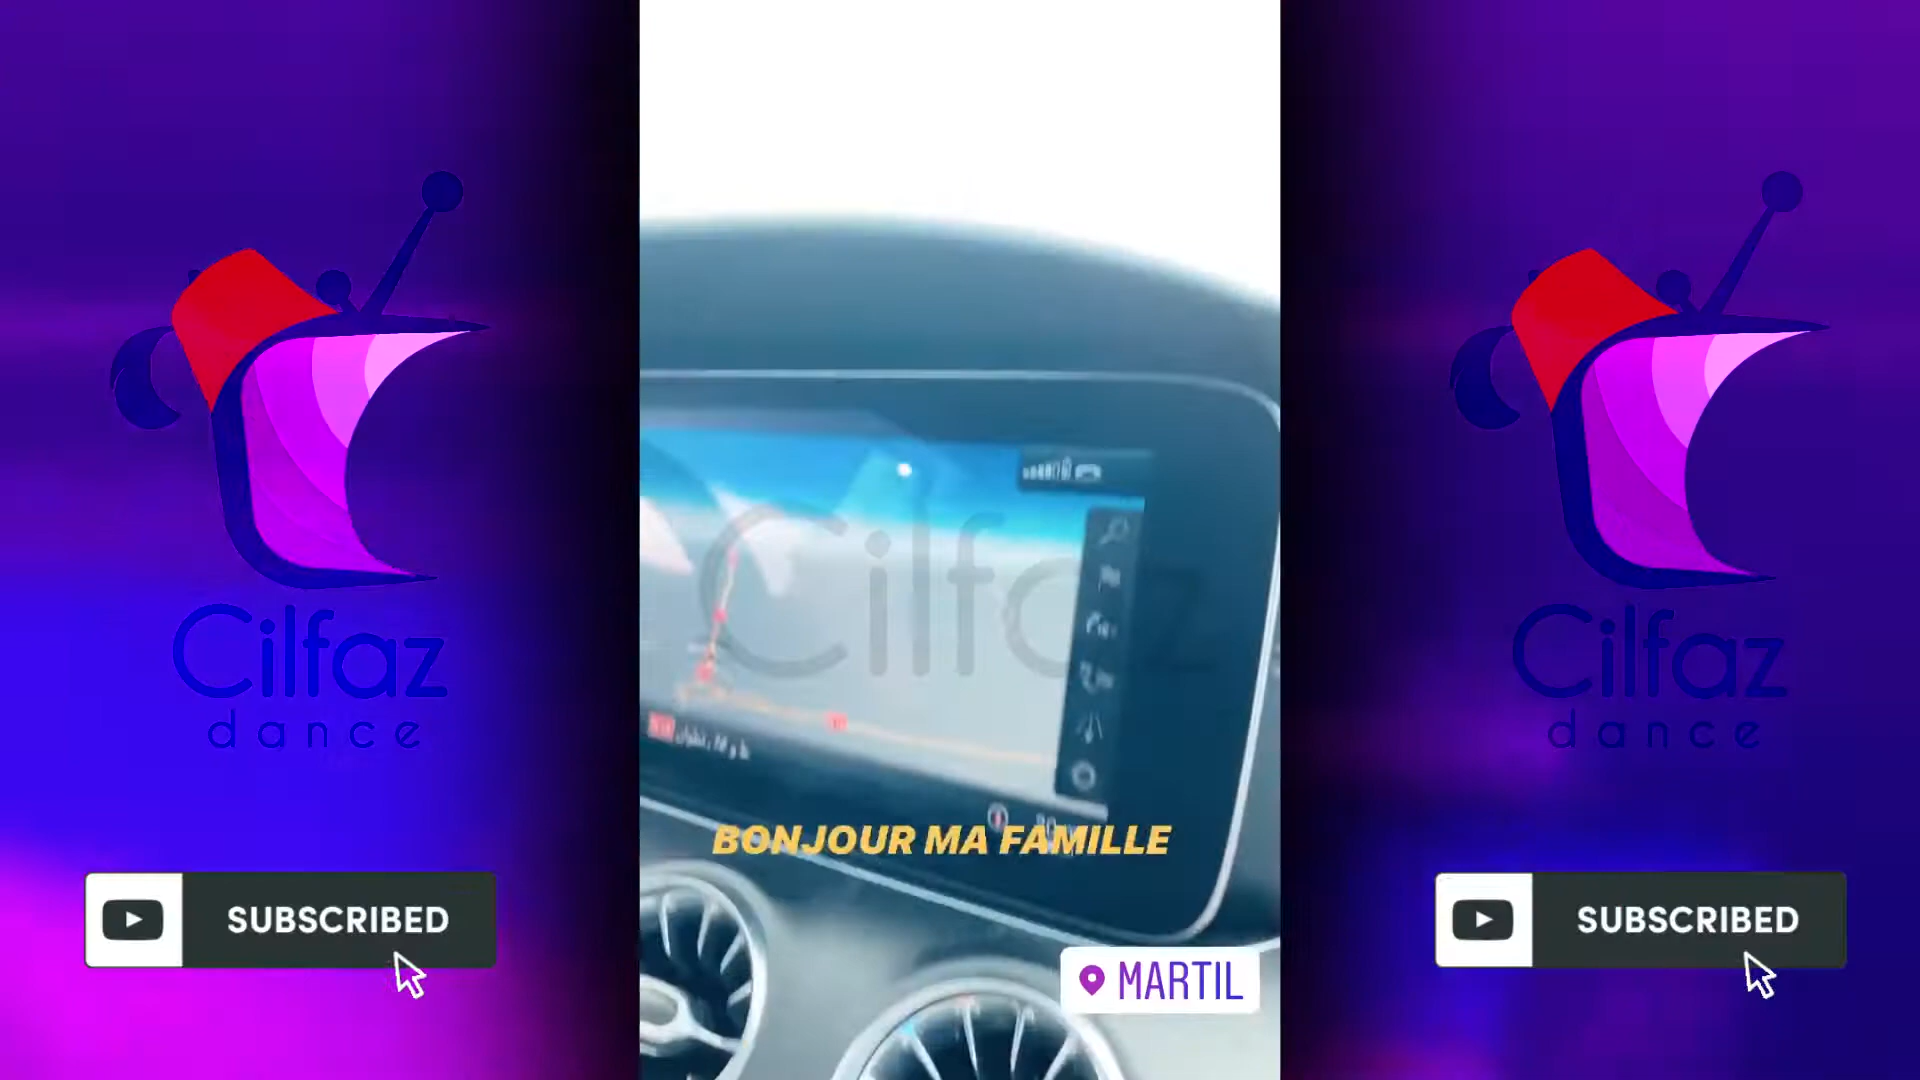 Cilfaz
dance
SUBSCRIBED
Cilfaz
BONJOUR MA FAMILLE
MARTIL
Cilfaz
dance
SUBSCRIBED